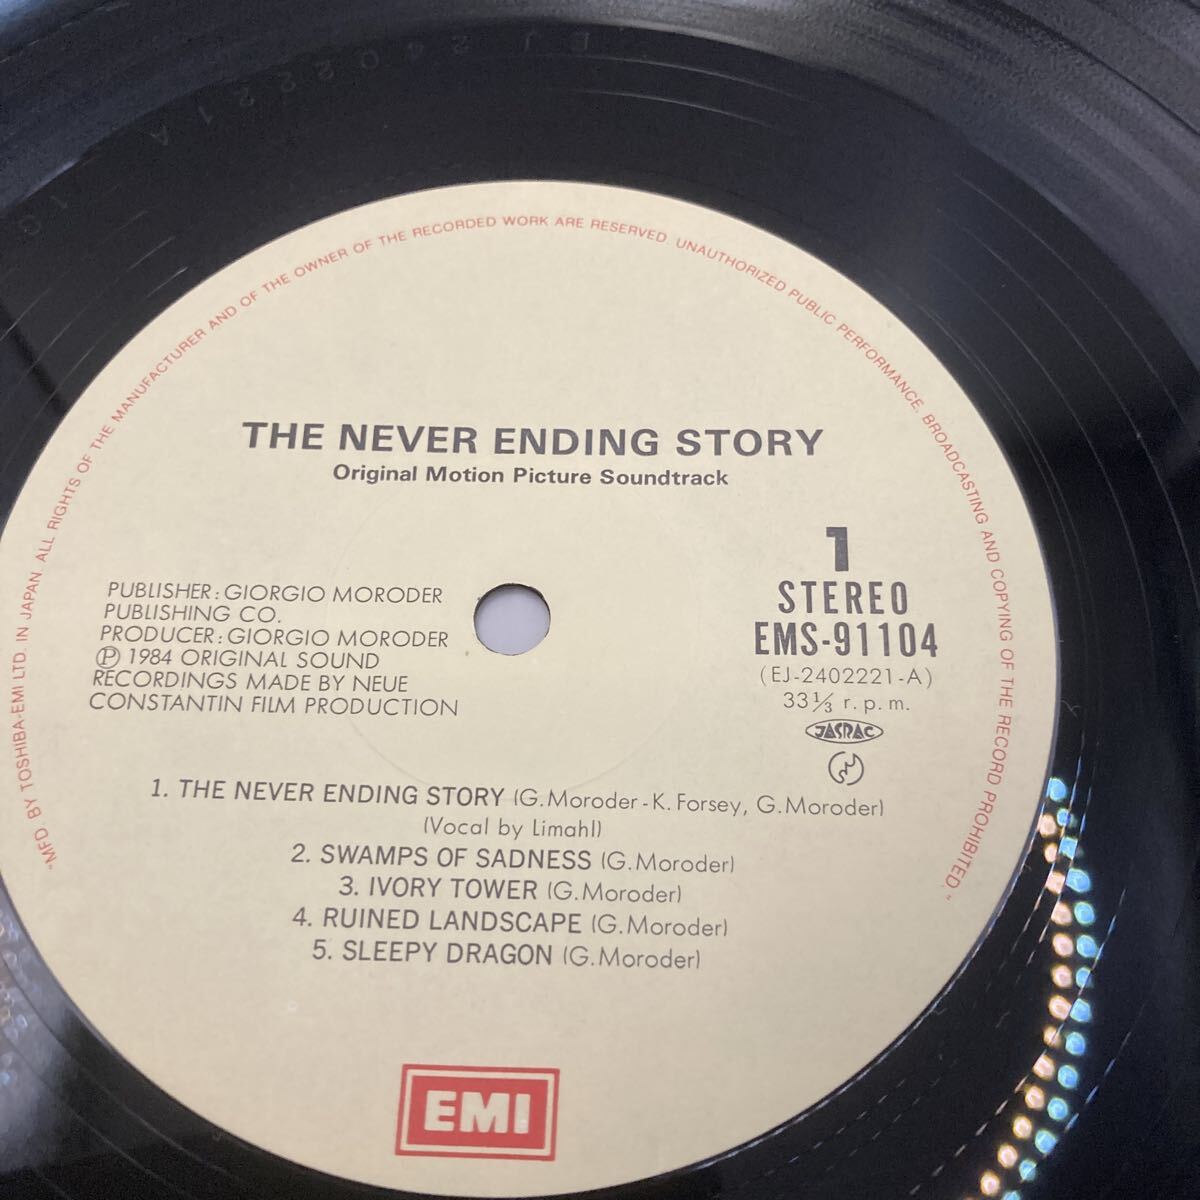 "MFD. BY TOSHIBA-EMI LTD. IN JAPAN. ALL RIGHTS OF THE MANUFACTURER AND OF THE OWNER OF THE RECORDED WORK ARE RESERVED. UNAUTHORIZED PUBLIC PERFORMANCE, BROADCASTING AND COPYING OF THE RECORD PROHIBITED."
THE NEVER ENDING STORY
Original Motion Picture Soundtrack
PUBLISHER: GIORGIO MORODER
PUBLISHING CO.
PRODUCER: GIORGIO MORODER
Ⓟ 1984 ORIGINAL SOUND
RECORDINGS MADE BY NEUE
CONSTANTIN FILM PRODUCTION
1
STEREO
EMS-91104
(EJ-2402221-A)
33⅓ r.p.m.
JASRAC
1. THE NEVER ENDING STORY (G.Moroder-K. Forsey, G.Moroder)
(Vocal by Limahl)
2. SWAMPS OF SADNESS (G.Moroder)
3. IVORY TOWER (G.Moroder)
4. RUINED LANDSCAPE (G.Moroder)
5. SLEEPY DRAGON (G.Moroder)
EMI